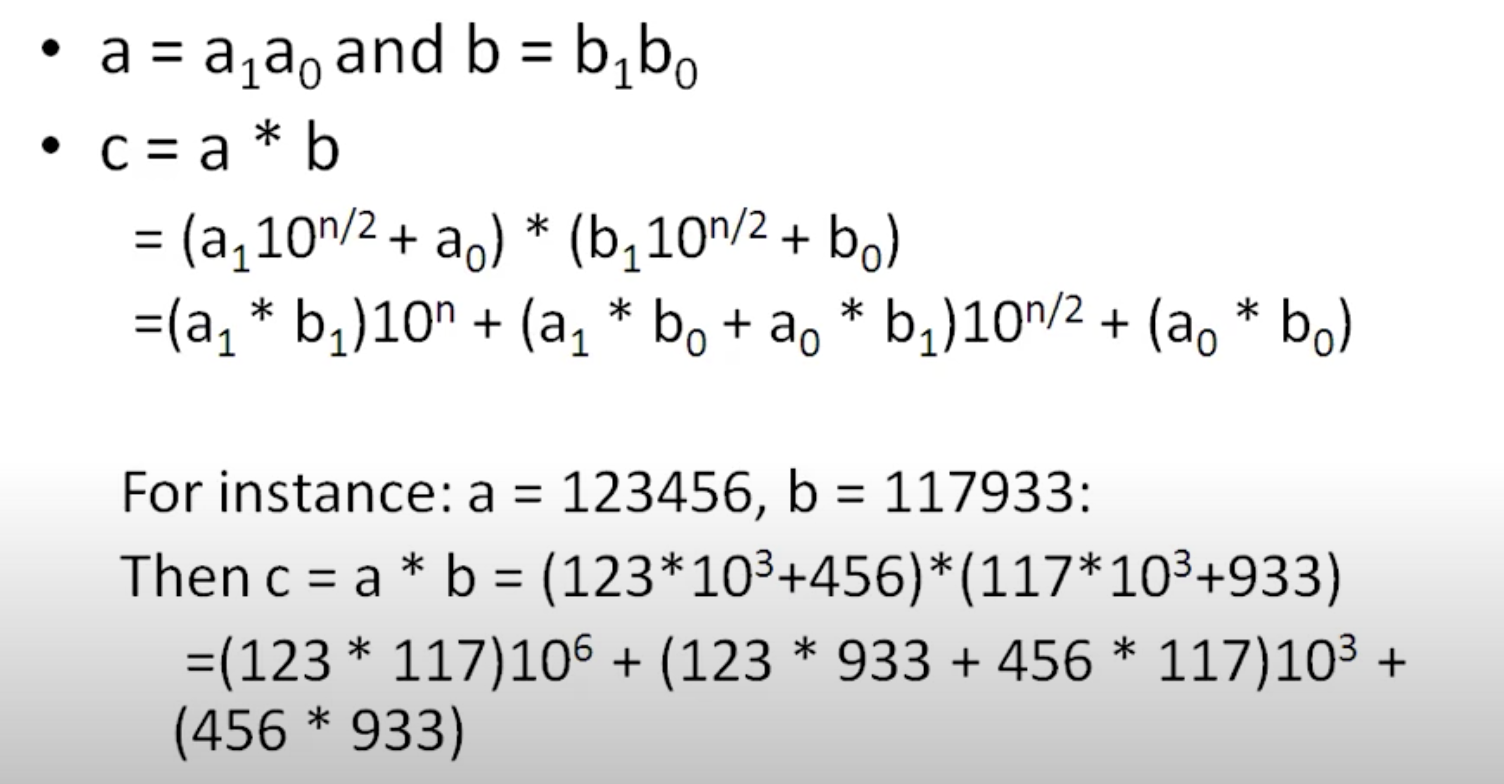 • a = a₁a₀ and b = b₁b₀
• c = a * b
= (a₁10ⁿ/² + a₀) * (b₁10ⁿ/² + b₀)
=(a₁ * b₁)10ⁿ + (a₁ * b₀ + a₀ * b₁)10ⁿ/² + (a₀ * b₀)
For instance: a = 123456, b = 117933:
Then c = a * b = (123*10³+456)*(117*10³+933)
=(123 * 117)10⁶ + (123 * 933 + 456 * 117)10³ +
(456 * 933)